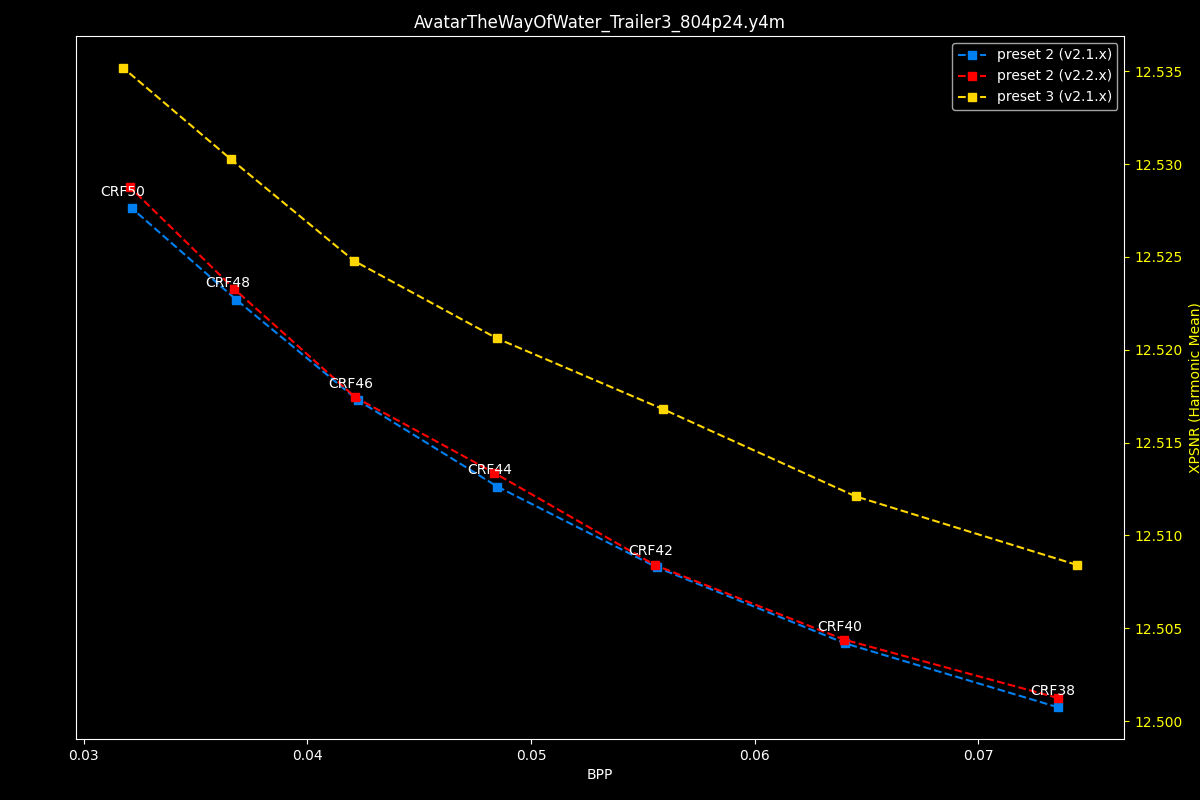 AvatarTheWayOfWater_Trailer3_804p24.y4m
preset 2 (v2.1.x)
preset 2 (v2.2.x)
preset 3 (v2.1.x)
12.535
12.530
12.525
12.520
12.515
12.510
12.505
12.500
XPSNR (Harmonic Mean)
CRF50
CRF48
CRF46
CRF44
CRF42
CRF40
CRF38
0.03 0.04 0.05 0.06 0.07
BPP